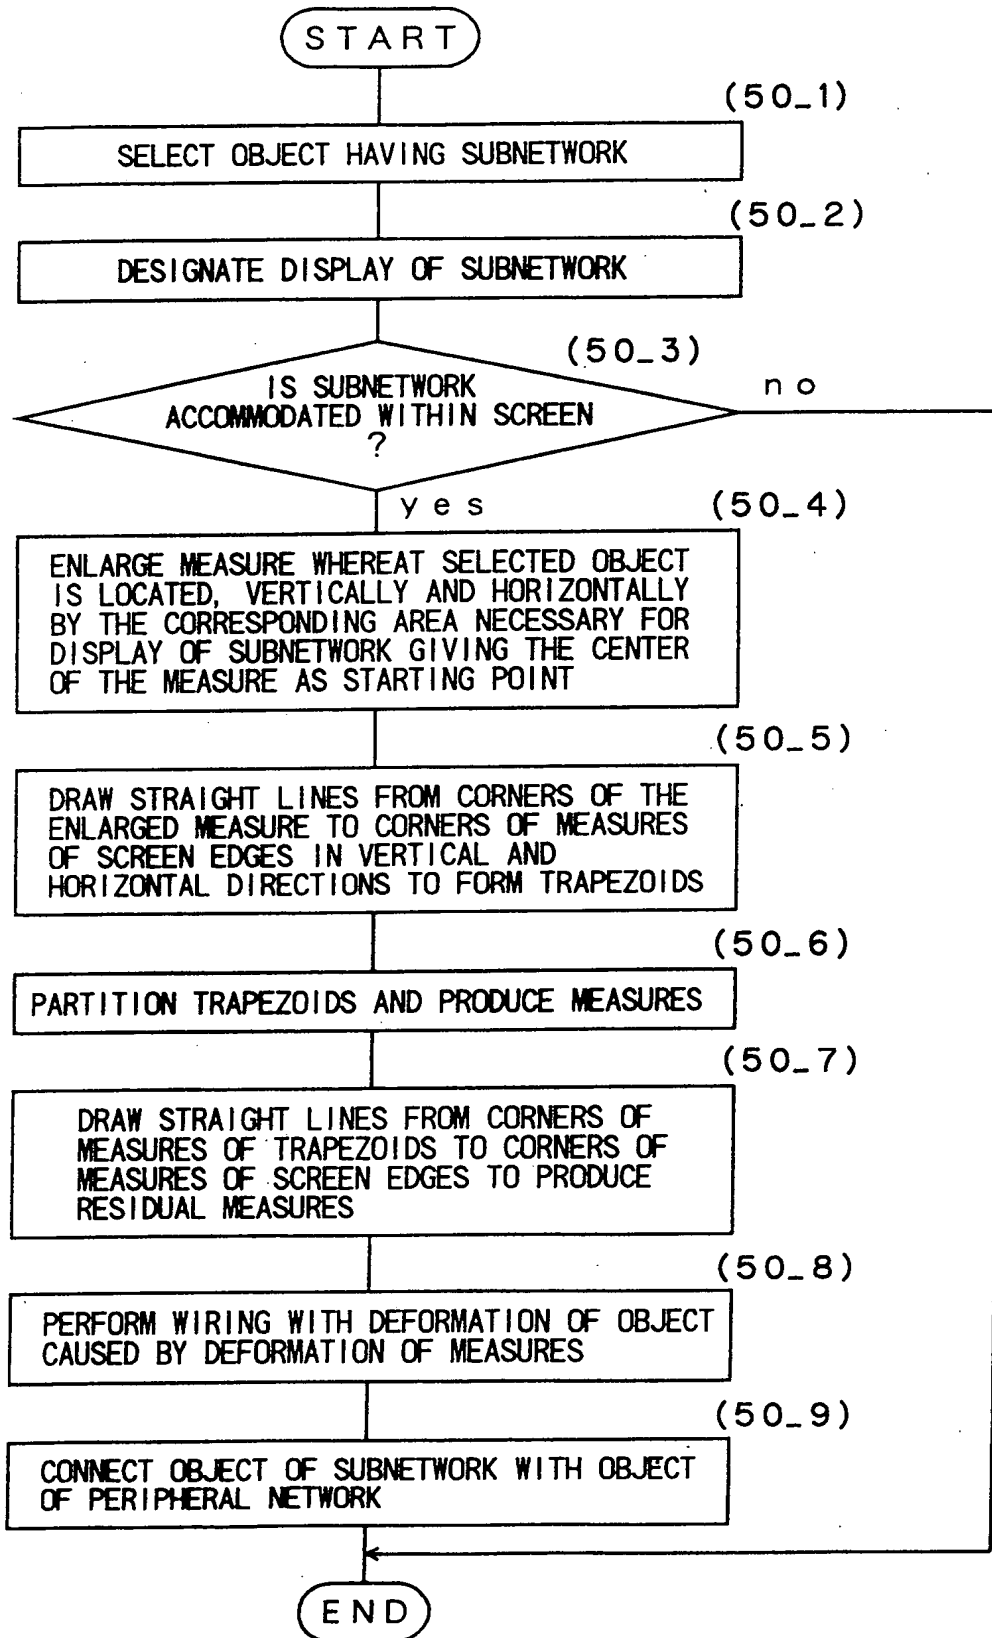 START
(50_1)
SELECT OBJECT HAVING SUBNETWORK
(50_2)
DESIGNATE DISPLAY OF SUBNETWORK
(50_3)
IS SUBNETWORK
ACCOMMODATED WITHIN SCREEN
?
no
yes
(50_4)
ENLARGE MEASURE WHEREAT SELECTED OBJECT
IS LOCATED, VERTICALLY AND HORIZONTALLY
BY THE CORRESPONDING AREA NECESSARY FOR
DISPLAY OF SUBNETWORK GIVING THE CENTER
OF THE MEASURE AS STARTING POINT
(50_5)
DRAW STRAIGHT LINES FROM CORNERS OF THE
ENLARGED MEASURE TO CORNERS OF MEASURES
OF SCREEN EDGES IN VERTICAL AND
HORIZONTAL DIRECTIONS TO FORM TRAPEZOIDS
(50_6)
PARTITION TRAPEZOIDS AND PRODUCE MEASURES
(50_7)
DRAW STRAIGHT LINES FROM CORNERS OF
MEASURES OF TRAPEZOIDS TO CORNERS OF
MEASURES OF SCREEN EDGES TO PRODUCE
RESIDUAL MEASURES
(50_8)
PERFORM WIRING WITH DEFORMATION OF OBJECT
CAUSED BY DEFORMATION OF MEASURES
(50_9)
CONNECT OBJECT OF SUBNETWORK WITH OBJECT
OF PERIPHERAL NETWORK
END